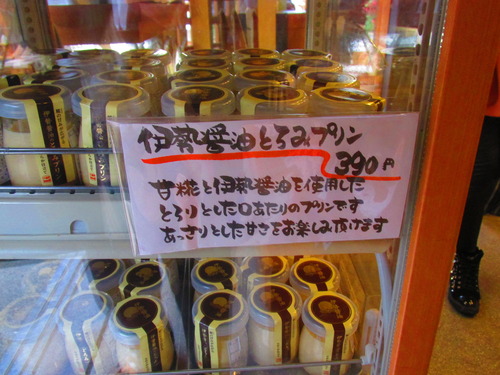 伊勢醤油とろみプリン
390円
甘糀と伊勢醤油を使用した
とろりとした口あたりのプリンです
あっさりとした甘さをお楽しみ頂けます